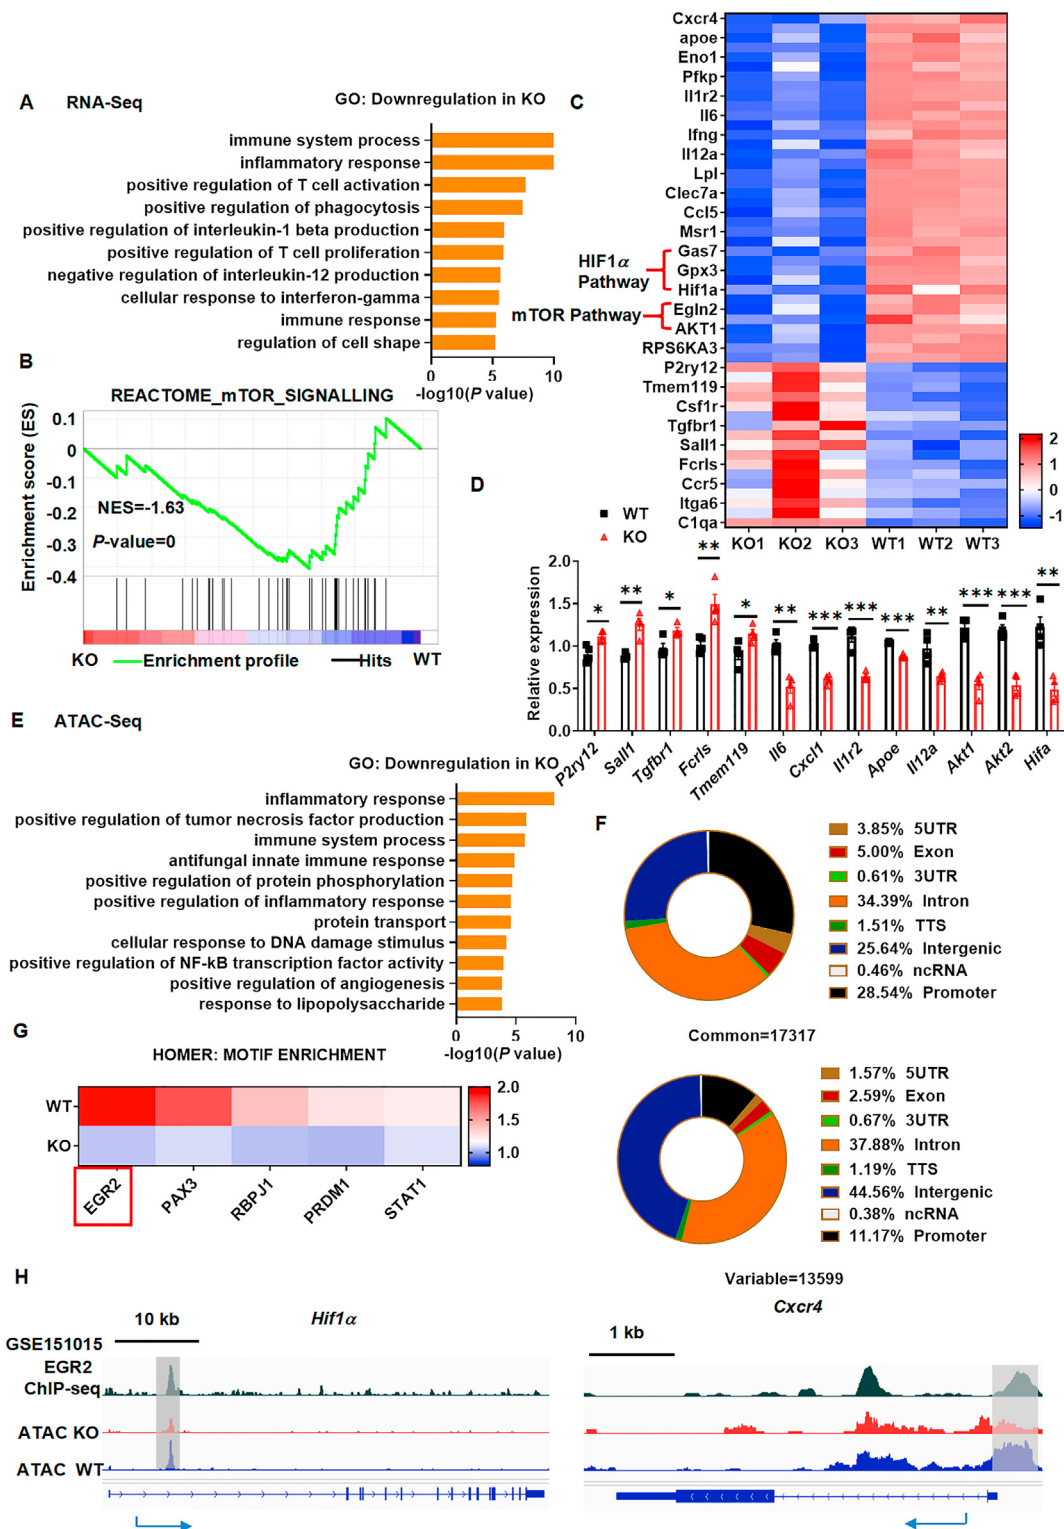 A RNA-Seq
GO: Downregulation in KO
immune system process
inflammatory response
positive regulation of T cell activation
positive regulation of phagocytosis
positive regulation of interleukin-1 beta production
positive regulation of T cell proliferation
negative regulation of interleukin-12 production
cellular response to interferon-gamma
immune response
regulation of cell shape
0 5 10
-log10(P value)
B
REACTOME_mTOR_SIGNALLING
Enrichment score (ES)
0.1
0
-0.1
-0.2
-0.3
-0.4
NES=-1.63
P-value=0
KO Enrichment profile Hits WT
C
Cxcr4
apoe
Eno1
Pfkp
Il1r2
Il6
Ifng
Il12a
Lpl
Clec7a
Ccl5
Msr1
Gas7
Gpx3
Hif1a
Egln2
AKT1
RPS6KA3
P2ry12
Tmem119
Csf1r
Tgfbr1
Sall1
Fcrls
Ccr5
Itga6
C1qa
HIF1α
Pathway
mTOR Pathway
KO1 KO2 KO3 WT1 WT2 WT3
2
1
0
-1
D
WT
KO
Relative expression
2.0
1.5
1.0
0.5
0.0
* ** * ** * ** *** *** *** ** *** *** **
P2ry12 Sall1 Tgfbr1 Fcrls Tmem119 Il6 Cxcl1 Il1r2 Apoe Il12a Akt1 Akt2 Hifa
E ATAC-Seq
GO: Downregulation in KO
inflammatory response
positive regulation of tumor necrosis factor production
immune system process
antifungal innate immune response
positive regulation of protein phosphorylation
positive regulation of inflammatory response
protein transport
cellular response to DNA damage stimulus
positive regulation of NF-kB transcription factor activity
positive regulation of angiogenesis
response to lipopolysaccharide
0 5 10
-log10(P value)
F
3.85% 5UTR
5.00% Exon
0.61% 3UTR
34.39% Intron
1.51% TTS
25.64% Intergenic
0.46% ncRNA
28.54% Promoter
Common=17317
1.57% 5UTR
2.59% Exon
0.67% 3UTR
37.88% Intron
1.19% TTS
44.56% Intergenic
0.38% ncRNA
11.17% Promoter
Variable=13599
G
HOMER: MOTIF ENRICHMENT
WT
KO
2.0
1.5
1.0
EGR2 PAX3 RBPJ1 PRDM1 STAT1
H
10 kb
Hif1α
1 kb
Cxcr4
GSE151015
EGR2
ChIP-seq
ATAC KO
ATAC WT